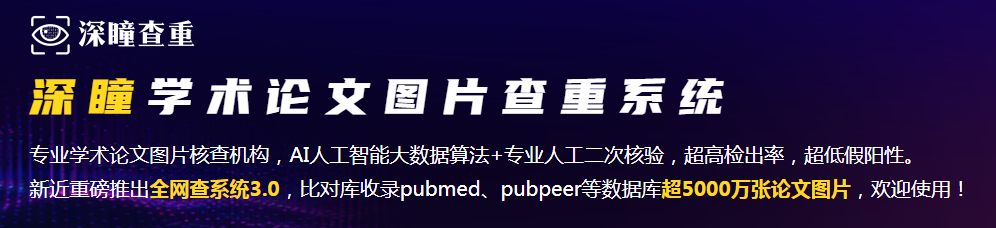 深瞳查重
深瞳学术论文图片查重系统
专业学术论文图片核查机构，AI人工智能大数据算法+专业人工二次核验，超高检出率，超低假阳性。
新近重磅推出全网查系统3.0，比对库收录pubmed、pubpeer等数据库超5000万张论文图片，欢迎使用！